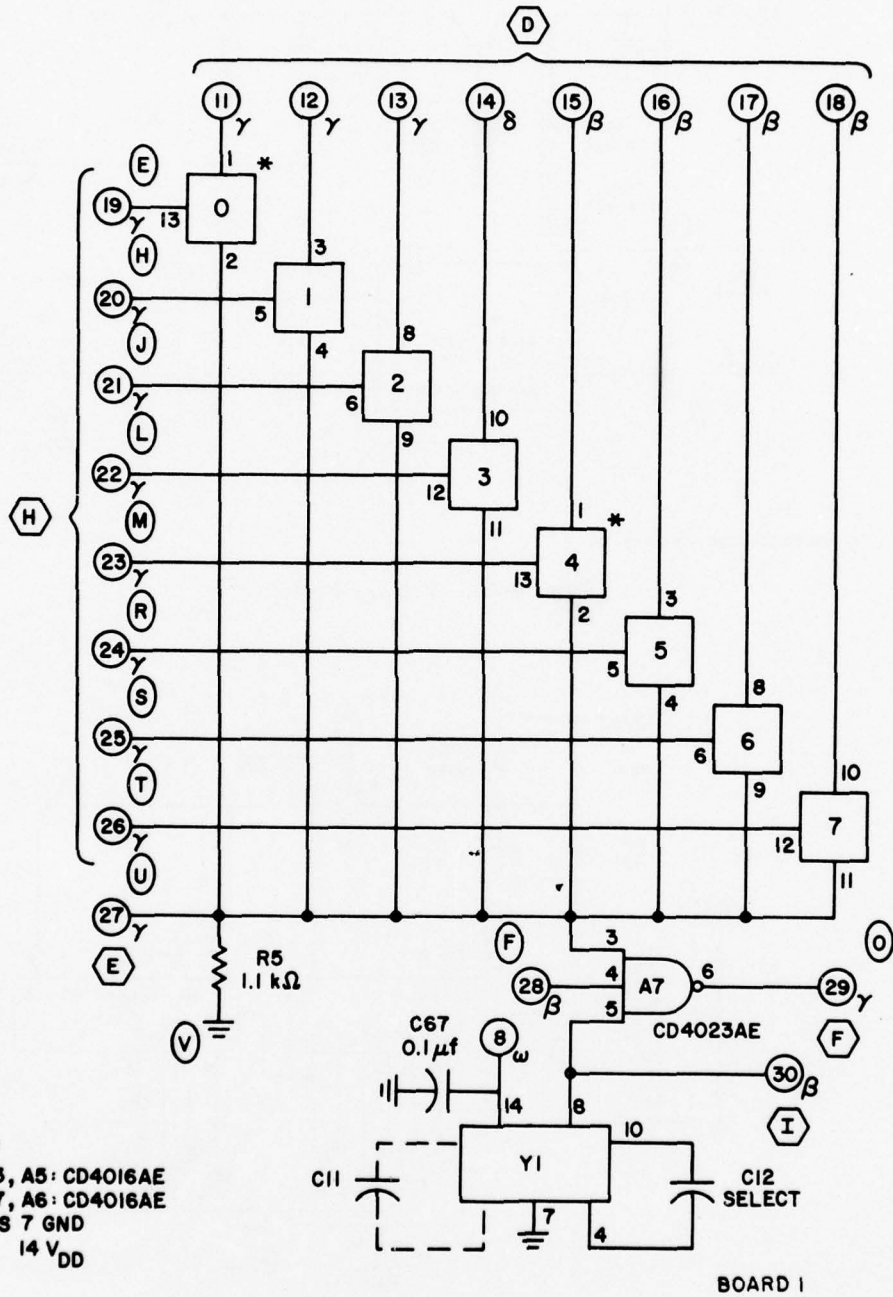 D
11 12 13 14 15 16 17 18
γ γ γ δ β β β β
E 1 *
19 γ 13 0
H 2 3
20 γ 5 1
J 4 8
21 γ 6 2
L 9 10
22 γ 12 3
H
M 11 1 *
23 γ 13 4
R 2 3
24 γ 5 5
S 4 8
25 γ 6 6
T 9 10
26 γ 12 7
U 11
27 γ
E
R5
1.1 kΩ
V
F 3 O
28 β 4 A7 6 29 γ
5 CD4023AE F
C67
0.1 μf
8 ω
30 β
I
14 8
10
C11 Y1 C12
SELECT
7
4
, A5: CD4016AE
, A6: CD4016AE
S 7 GND
14 VDD
BOARD 1